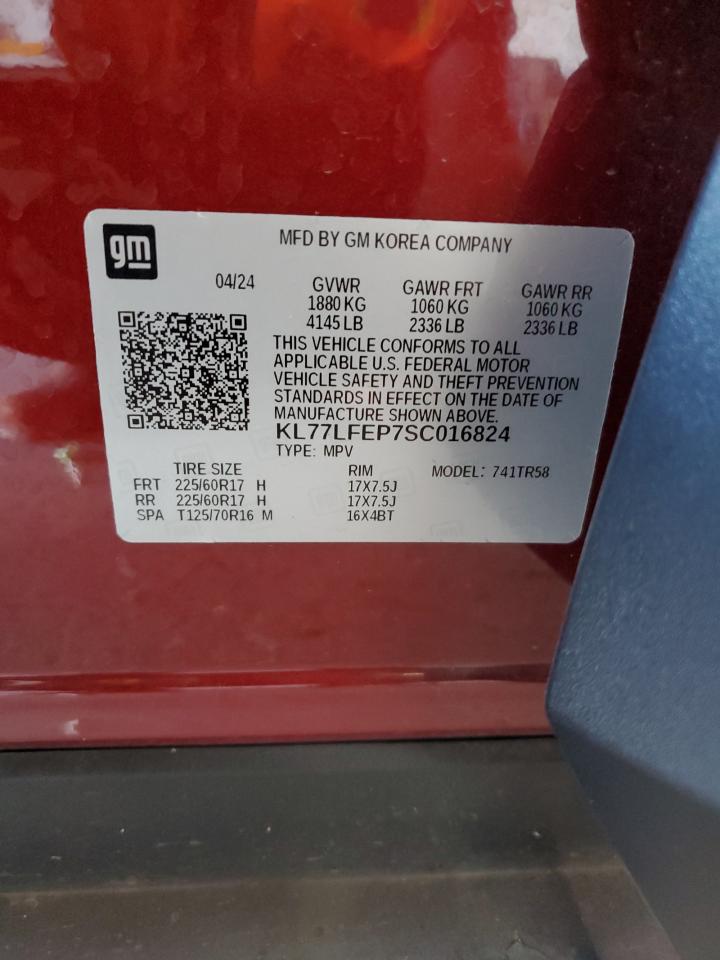 gm
MFD BY GM KOREA COMPANY
04/24 GVWR GAWR FRT GAWR RR
1880 KG 1060 KG 1060 KG
4145 LB 2336 LB 2336 LB
THIS VEHICLE CONFORMS TO ALL
APPLICABLE U.S. FEDERAL MOTOR
VEHICLE SAFETY AND THEFT PREVENTION
STANDARDS IN EFFECT ON THE DATE OF
MANUFACTURE SHOWN ABOVE.
KL77LFEP7SC016824
TYPE: MPV
TIRE SIZE RIM MODEL: 741TR58
FRT 225/60R17 H 17X7.5J
RR 225/60R17 H 17X7.5J
SPA T125/70R16 M 16X4BT